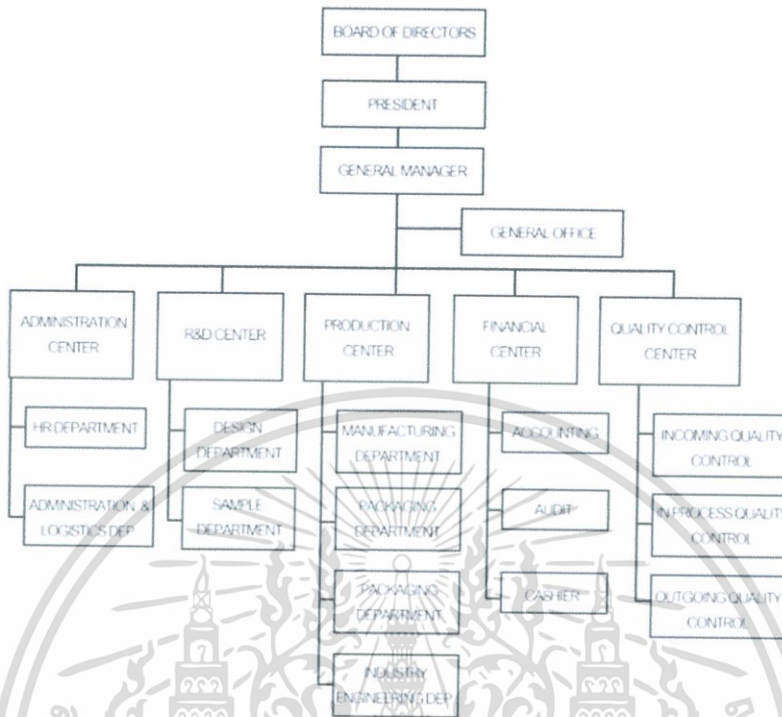 BOARD OF DIRECTORS
PRESIDENT
GENERAL MANAGER
GENERAL OFFICE
ADMINISTRATION
CENTER
R&D CENTER
PRODUCTION
CENTER
FINANCIAL
CENTER
QUALITY CONTROL
CENTER
HR DEPARTMENT
DESIGN
DEPARTMENT
MANUFACTURING
DEPARTMENT
ACCOUNTING
INCOMING QUALITY
CONTROL
ADMINISTRATION &
LOGISTICS DEP
SAMPLE
DEPARTMENT
PACKAGING
DEPARTMENT
AUDIT
IN PROCESS QUALITY
CONTROL
PACKAGING
DEPARTMENT
CASHIER
OUTGOING QUALITY
CONTROL
INDUSTRY
ENGINEERING DEP